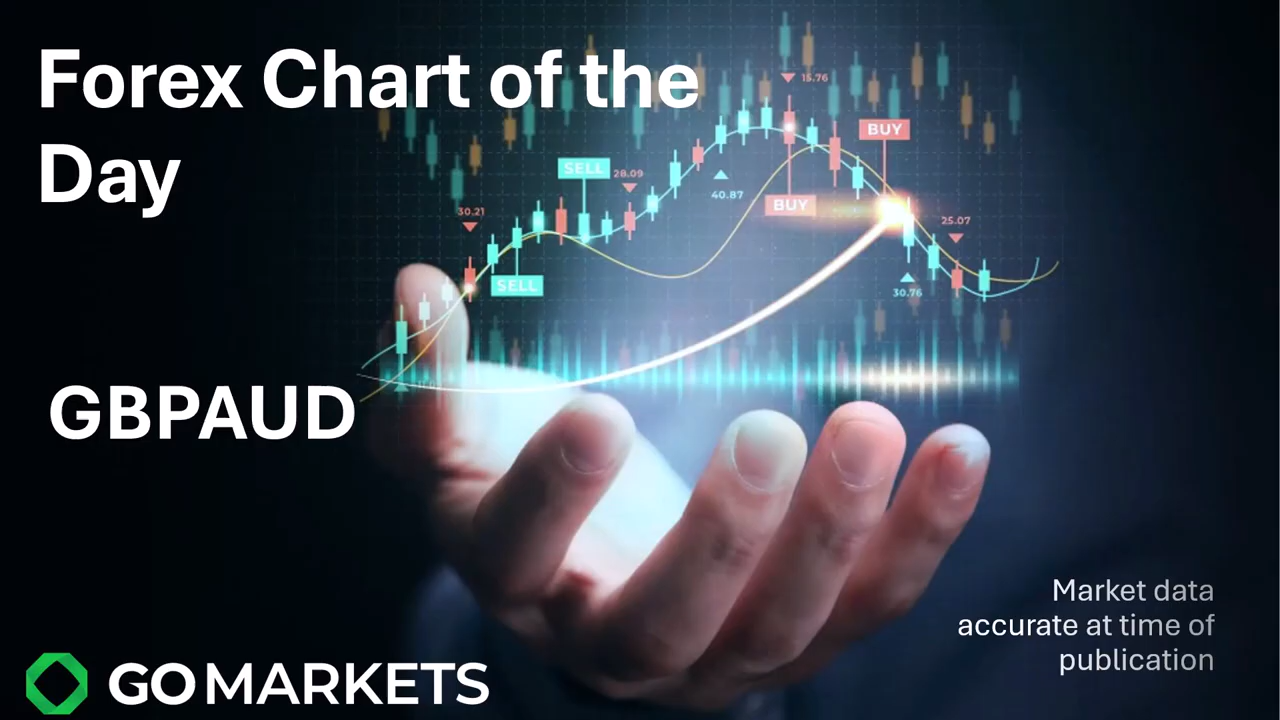 Forex Chart of the
Day
15.76
BUY
SELL
28.09
40.87
BUY
30.21
25.07
SELL
30.76
GBPAUD
Market data
accurate at time of
publication
GO MARKETS